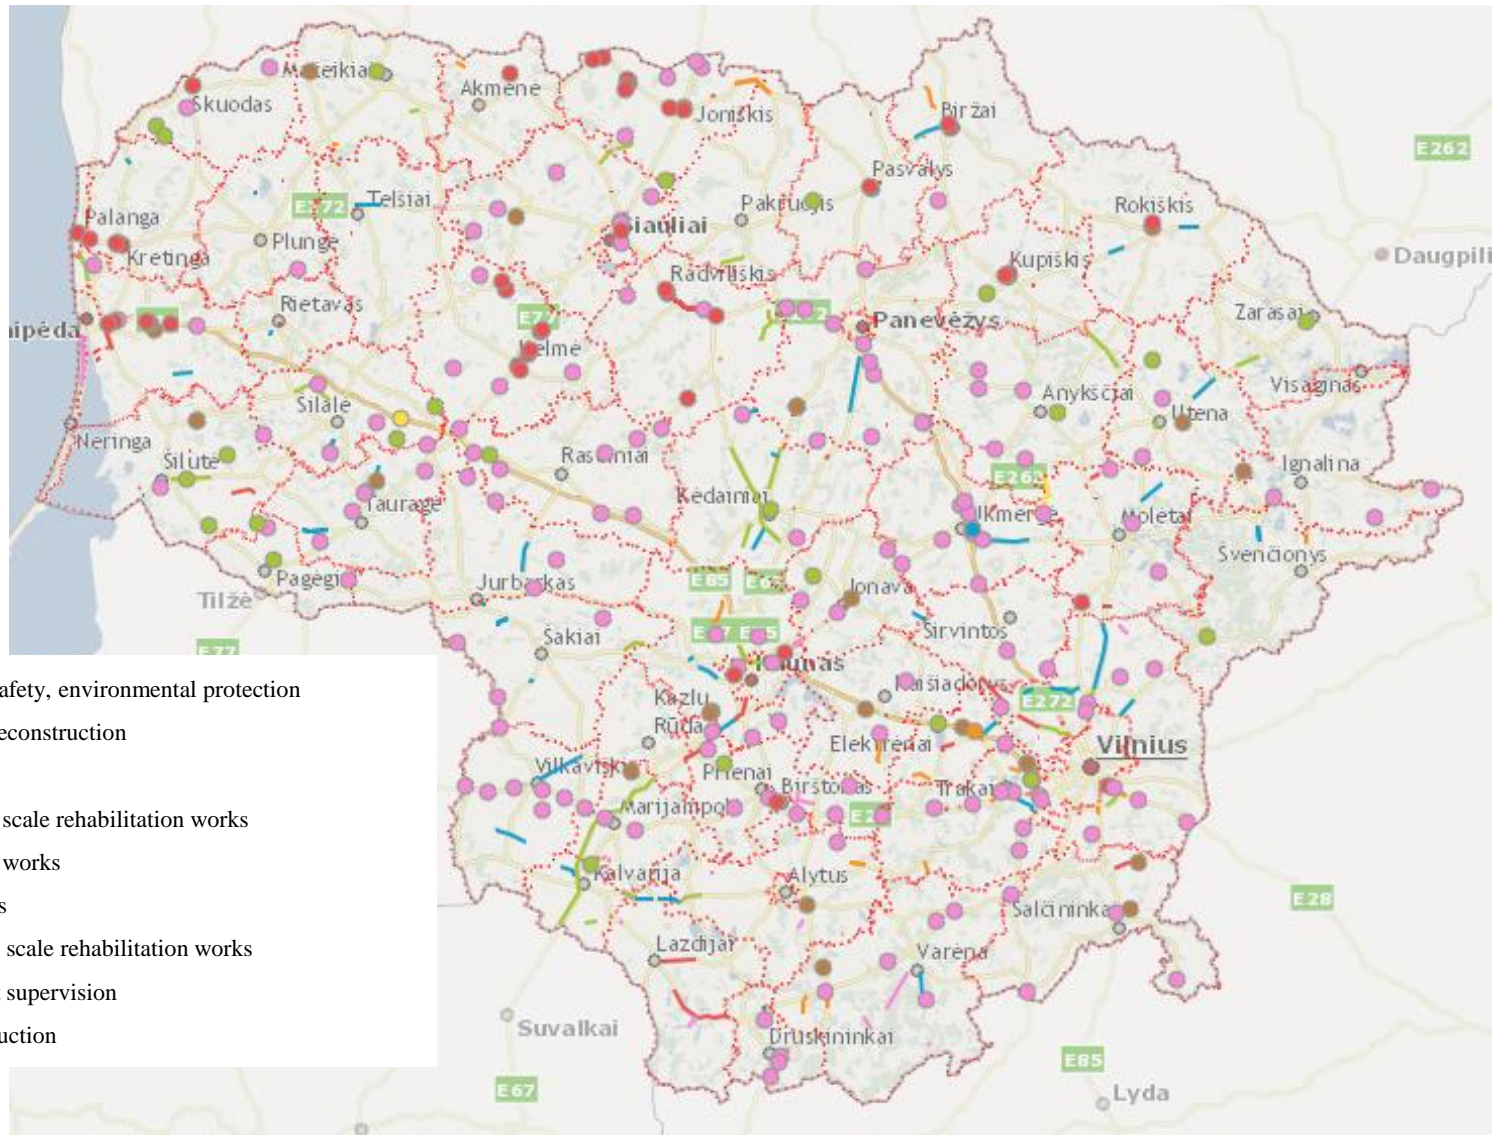 E262
Mažeikiai
Skuodas
Akmenė
Joniškis
Biržai
Pasvalys
Telšiai
E272
Palanga
Plungė
Kretinga
Pakruojis
Šiauliai
Rokiškis
Daugpili
Radviliškis
Kupiškis
Rietavas
E77
Zarasai
aipėda
Panevėžys
Kelmė
Visaginas
Šilalė
Anykščiai
Utena
Neringa
Šilutė
Raseiniai
E262
Ignalina
Kėdainiai
Tauragė
Ukmergė
Molėtai
Švenčionys
Pagėgiai
Jurbarkas
E85
Jonava
Tilžė
Šakiai
Širvintos
E77
Kaunas
afety, environmental protection
Kazlų
Rūda
Kaišiadorys
E272
econstruction
Elektrėnai
Vilnius
Vilkaviškis
Prienai
Birštonas
Trakai
scale rehabilitation works
Marijampolė
works
Kalvarija
Alytus
E28
s
Šalčininkai
scale rehabilitation works
Lazdijai
Varėna
t supervision
Suvalkai
Druskininkai
uction
E85
E67
Lyda